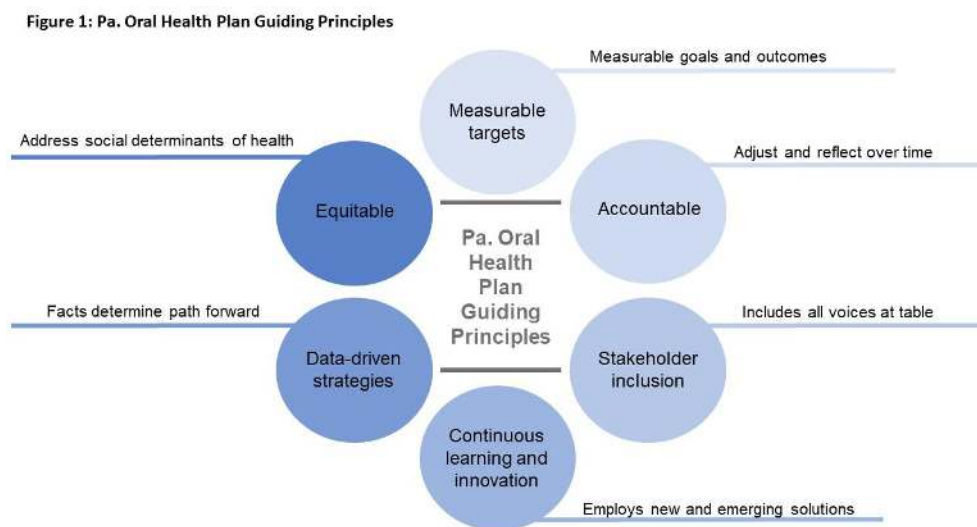 Figure 1: Pa. Oral Health Plan Guiding Principles
Measurable goals and outcomes
Measurable
targets
Address social determinants of health
Adjust and reflect over time
Equitable
Accountable
Pa. Oral
Health
Plan
Guiding
Principles
Facts determine path forward
Includes all voices at table
Data-driven
strategies
Stakeholder
inclusion
Continuous
learning and
innovation
Employs new and emerging solutions